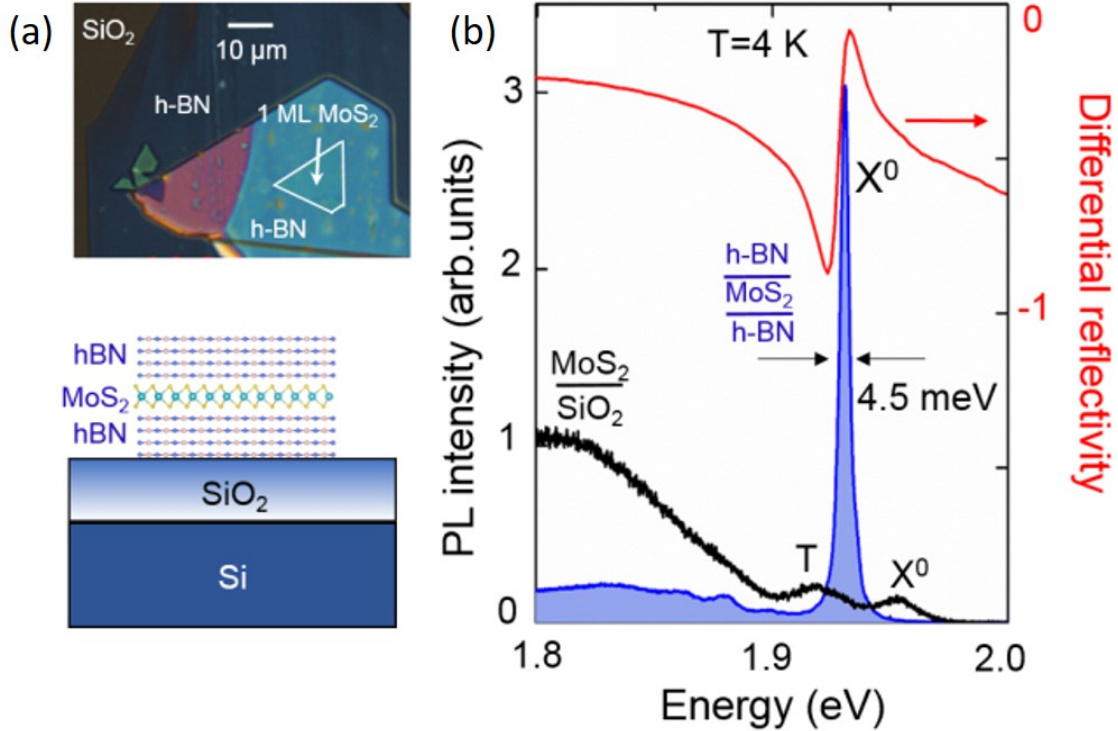 (a)
SiO₂
10 µm
h-BN
1 ML MoS₂
h-BN
hBN
MoS₂
hBN
SiO₂
Si
(b)
T=4 K
X⁰
h-BN
MoS₂
h-BN
4.5 meV
MoS₂
SiO₂
T
X⁰
PL intensity (arb.units)
3
2
1
0
1.8 1.9 2.0
Energy (eV)
0
-1
Differential reflectivity